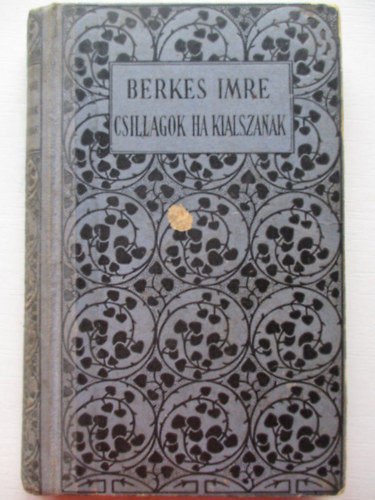 BERKES IMRE
CSILLAGOK HA KIALSZANAK